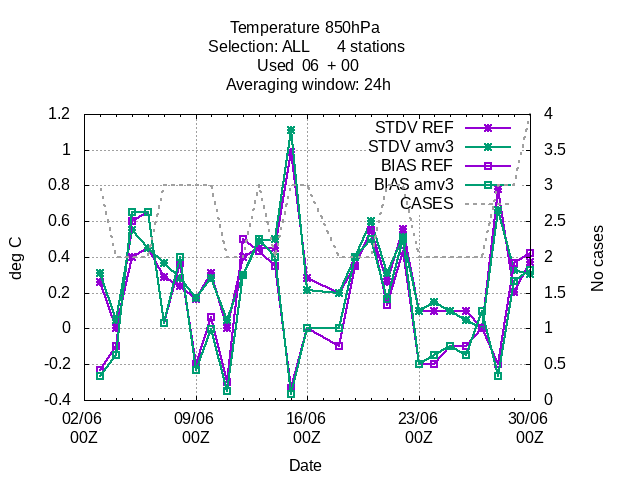 Temperature 850hPa
Selection: ALL      4 stations
Used  06  + 00
Averaging window: 24h
1.2
1
0.8
0.6
0.4
0.2
0
-0.2
-0.4
deg C
STDV REF
STDV amv3
BIAS REF
BIAS amv3
CASES
4
3.5
3
2.5
2
1.5
1
0.5
0
No cases
02/06 09/06 16/06 23/06 30/06
00Z 00Z 00Z 00Z 00Z
Date